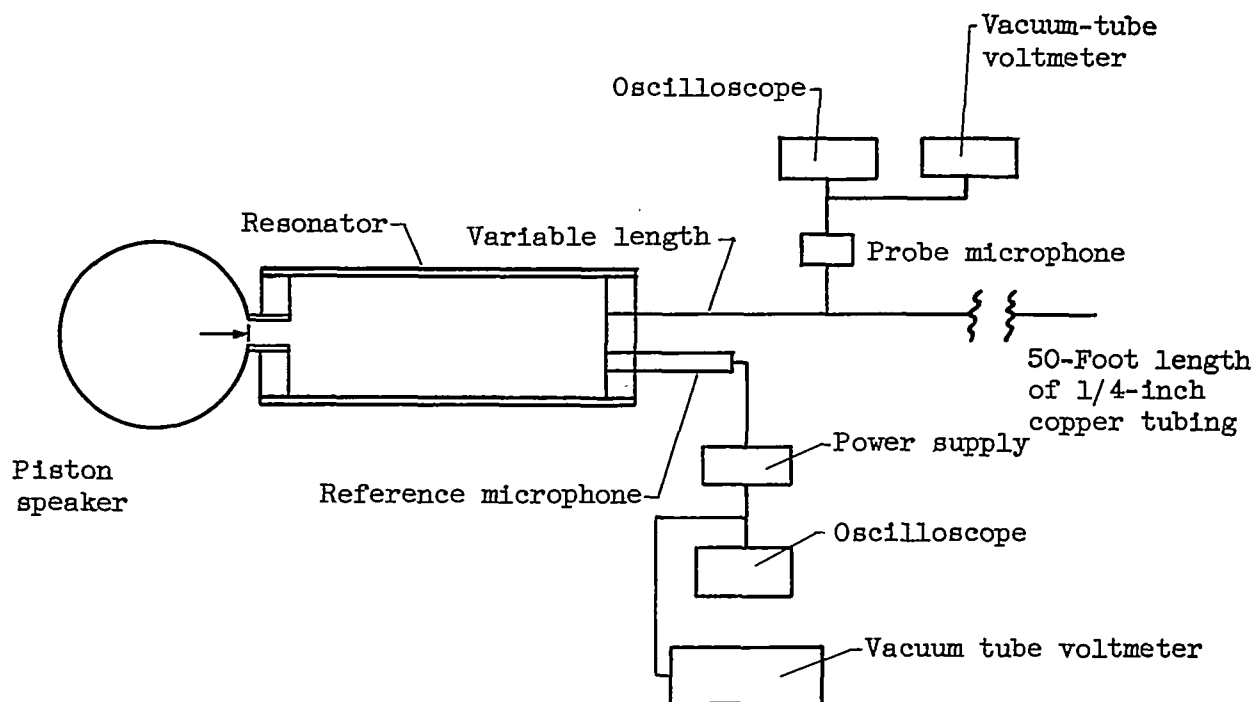 Vacuum-tube
voltmeter
Oscilloscope
Resonator
Variable length
Probe microphone
50-Foot length
of 1/4-inch
copper tubing
Piston
speaker
Reference microphone
Power supply
Oscilloscope
Vacuum tube voltmeter